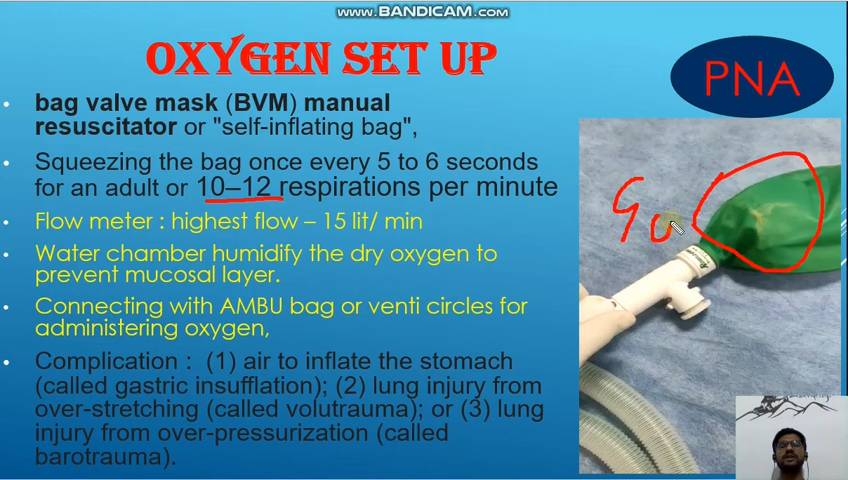 www.BANDICAM.com
OXYGEN SET UP
PNA
• bag valve mask (BVM) manual
resuscitator or "self-inflating bag",
• Squeezing the bag once every 5 to 6 seconds
for an adult or 10–12 respirations per minute
• Flow meter : highest flow – 15 lit/ min
• Water chamber humidify the dry oxygen to
prevent mucosal layer.
• Connecting with AMBU bag or venti circles for
administering oxygen,
• Complication : (1) air to inflate the stomach
(called gastric insufflation); (2) lung injury from
over-stretching (called volutrauma); or (3) lung
injury from over-pressurization (called
barotrauma).